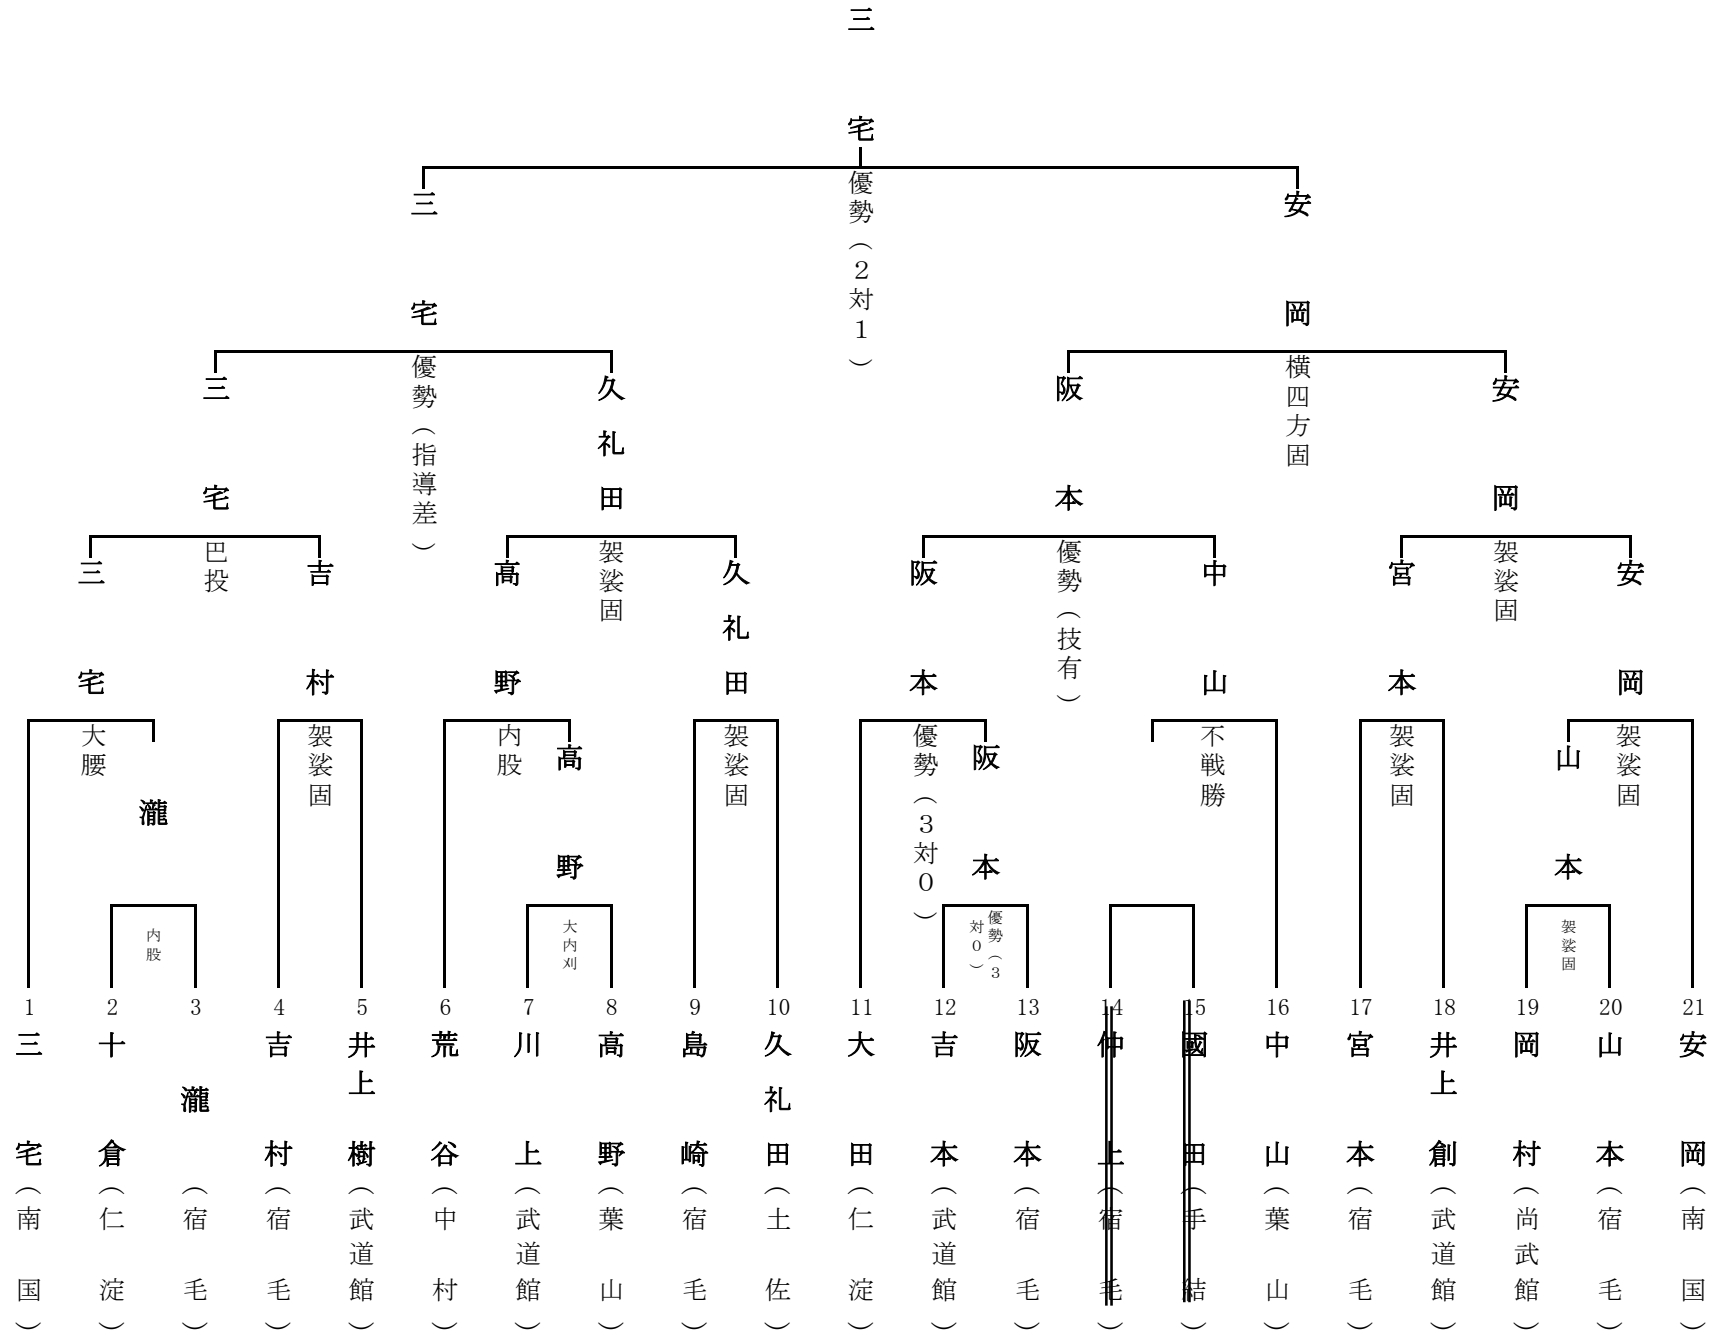 三宅
優勢（２対１）
三宅
安岡
優勢（指導差）
横四方固
三宅
久礼田
阪本
安岡
巴投
袈裟固
優勢（技有）
袈裟固
三宅
吉村
高野
久礼田
阪本
中山
宮本
安岡
大腰
袈裟固
内股
袈裟固
優勢（３対０）
不戦勝
袈裟固
袈裟固
瀧
高野
阪本
山本
内股
大内刈
優勢（３対０）
袈裟固
1 三宅（南国）
2 十倉（仁淀）
3 瀧（宿毛）
4 吉村（宿毛）
5 井上樹（武道館）
6 荒谷（中村）
7 川上（武道館）
8 高野（葉山）
9 島崎（宿毛）
10 久礼田（土佐）
11 大田（仁淀）
12 吉本（武道館）
13 阪本（宿毛）
14 仲上（宿毛）
15 國田（手結）
16 中山（葉山）
17 宮本（宿毛）
18 井上創（武道館）
19 岡村（尚武館）
20 山本（宿毛）
21 安岡（南国）